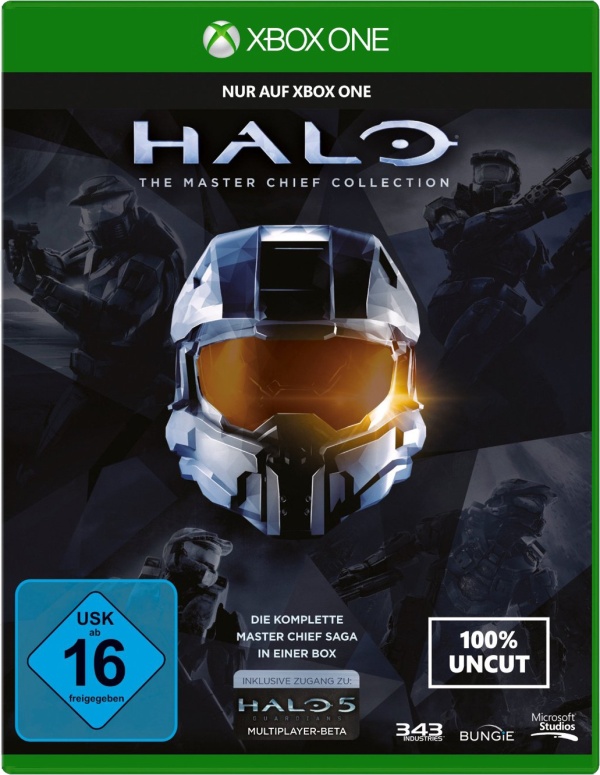 XBOX ONE
NUR AUF XBOX ONE
HALO
THE MASTER CHIEF COLLECTION
USK
ab
16
freigegeben
DIE KOMPLETTE
MASTER CHIEF SAGA
IN EINER BOX
INKLUSIVE ZUGANG ZU:
HALO 5
GUARDIANS
MULTIPLAYER-BETA
100%
UNCUT
343
INDUSTRIES
BUNGiE
Microsoft
Studios